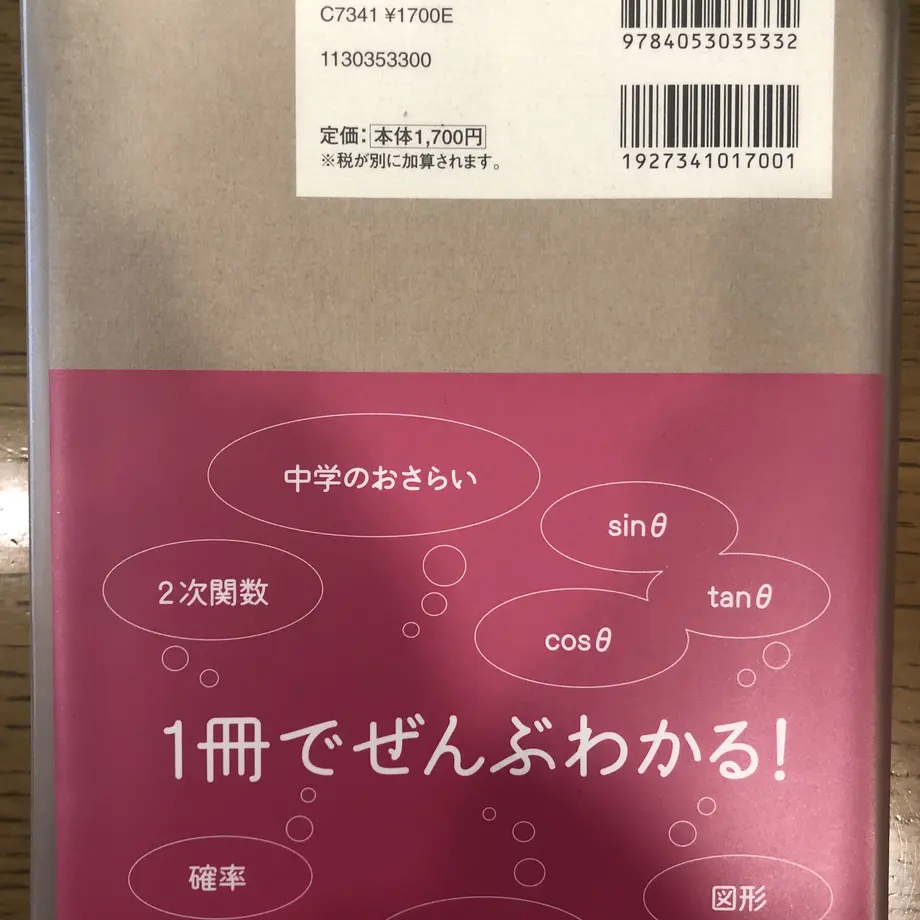 C7341 ¥1700E
9784053035332
1130353300
定価：本体1,700円
※税が別に加算されます。
1927341017001
中学のおさらい
sinθ
2次関数
tanθ
cosθ
1冊でぜんぶわかる!
確率
図形